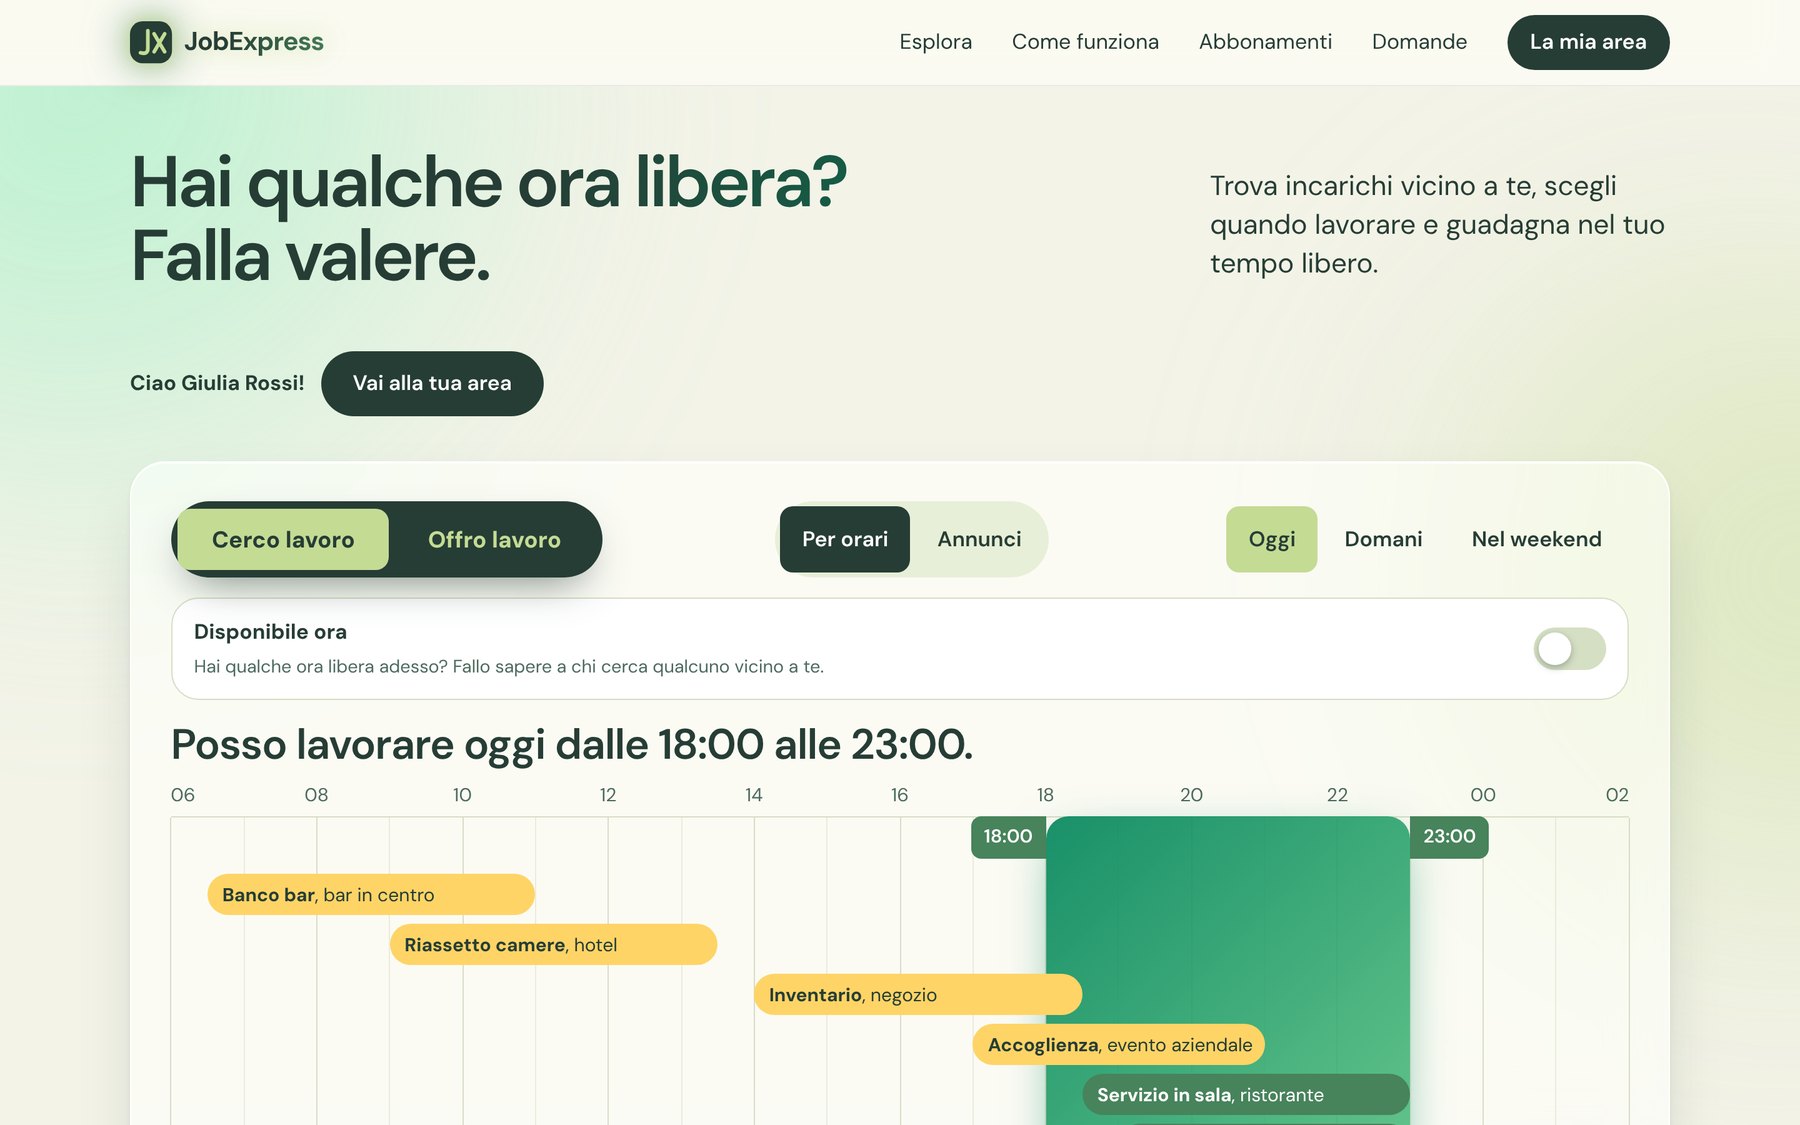 JX JobExpress
Esplora Come funziona Abbonamenti Domande La mia area
Hai qualche ora libera?
Falla valere.
Trova incarichi vicino a te, scegli
quando lavorare e guadagna nel tuo
tempo libero.
Ciao Giulia Rossi! Vai alla tua area
Cerco lavoro Offro lavoro Per orari Annunci Oggi Domani Nel weekend
Disponibile ora
Hai qualche ora libera adesso? Fallo sapere a chi cerca qualcuno vicino a te.
Posso lavorare oggi dalle 18:00 alle 23:00.
06 08 10 12 14 16 18 20 22 00 02
18:00 23:00
Banco bar, bar in centro
Riassetto camere, hotel
Inventario, negozio
Accoglienza, evento aziendale
Servizio in sala, ristorante